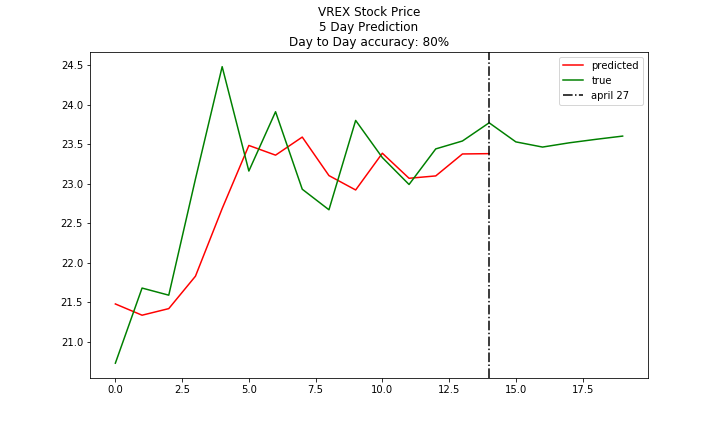 VREX Stock Price
5 Day Prediction
Day to Day accuracy: 80%
predicted
true
april 27
24.5
24.0
23.5
23.0
22.5
22.0
21.5
21.0
0.0 2.5 5.0 7.5 10.0 12.5 15.0 17.5